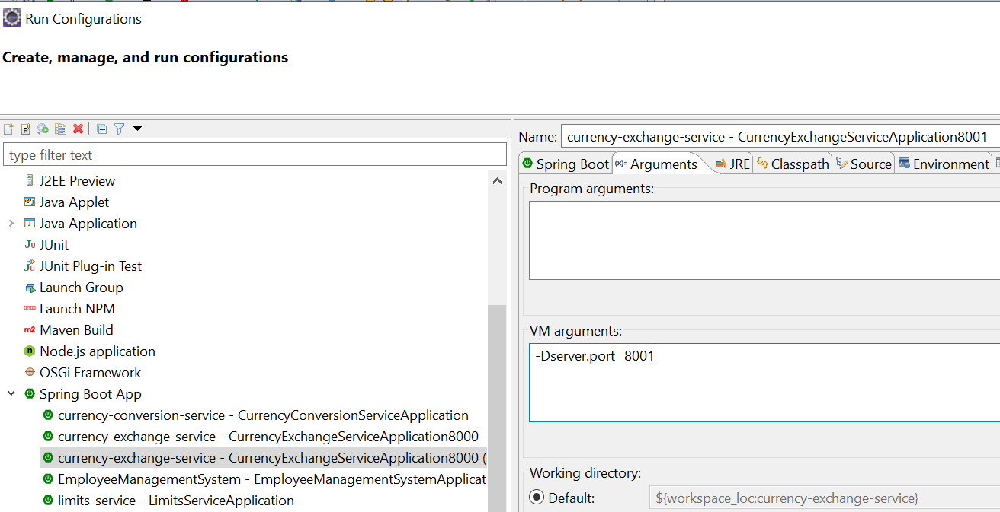 Run Configurations
Create, manage, and run configurations
type filter text
J2EE Preview
Java Applet
Java Application
JUnit
JUnit Plug-in Test
Launch Group
Launch NPM
Maven Build
Node.js application
OSGi Framework
Spring Boot App
currency-conversion-service - CurrencyConversionServiceApplication
currency-exchange-service - CurrencyExchangeServiceApplication8000
currency-exchange-service - CurrencyExchangeServiceApplication8000 (
EmployeeManagementSystem - EmployeeManagementSystemApplicat
limits-service - LimitsServiceApplication
Name: currency-exchange-service - CurrencyExchangeServiceApplication8001
Spring Boot (x)= Arguments JRE Classpath Source Environment
Program arguments:
VM arguments:
-Dserver.port=8001
Working directory:
Default: ${workspace_loc:currency-exchange-service}